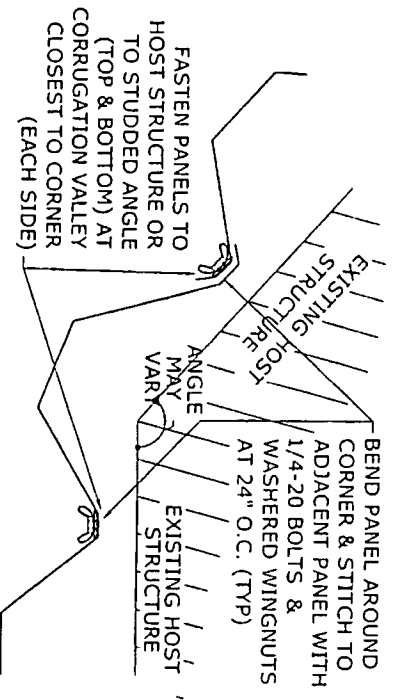 FASTEN PANELS TO
HOST STRUCTURE OR
TO STUDDED ANGLE
(TOP & BOTTOM) AT
CORRUGATION VALLEY
CLOSEST TO CORNER
(EACH SIDE)
EXISTING HOST
STRUCTURE
ANGLE
MAY
VARY
BEND PANEL AROUND
CORNER & STITCH TO
ADJACENT PANEL WITH
1/4-20 BOLTS &
WASHERED WINGNUTS
AT 24" O.C. (TYP)
EXISTING HOST
STRUCTURE